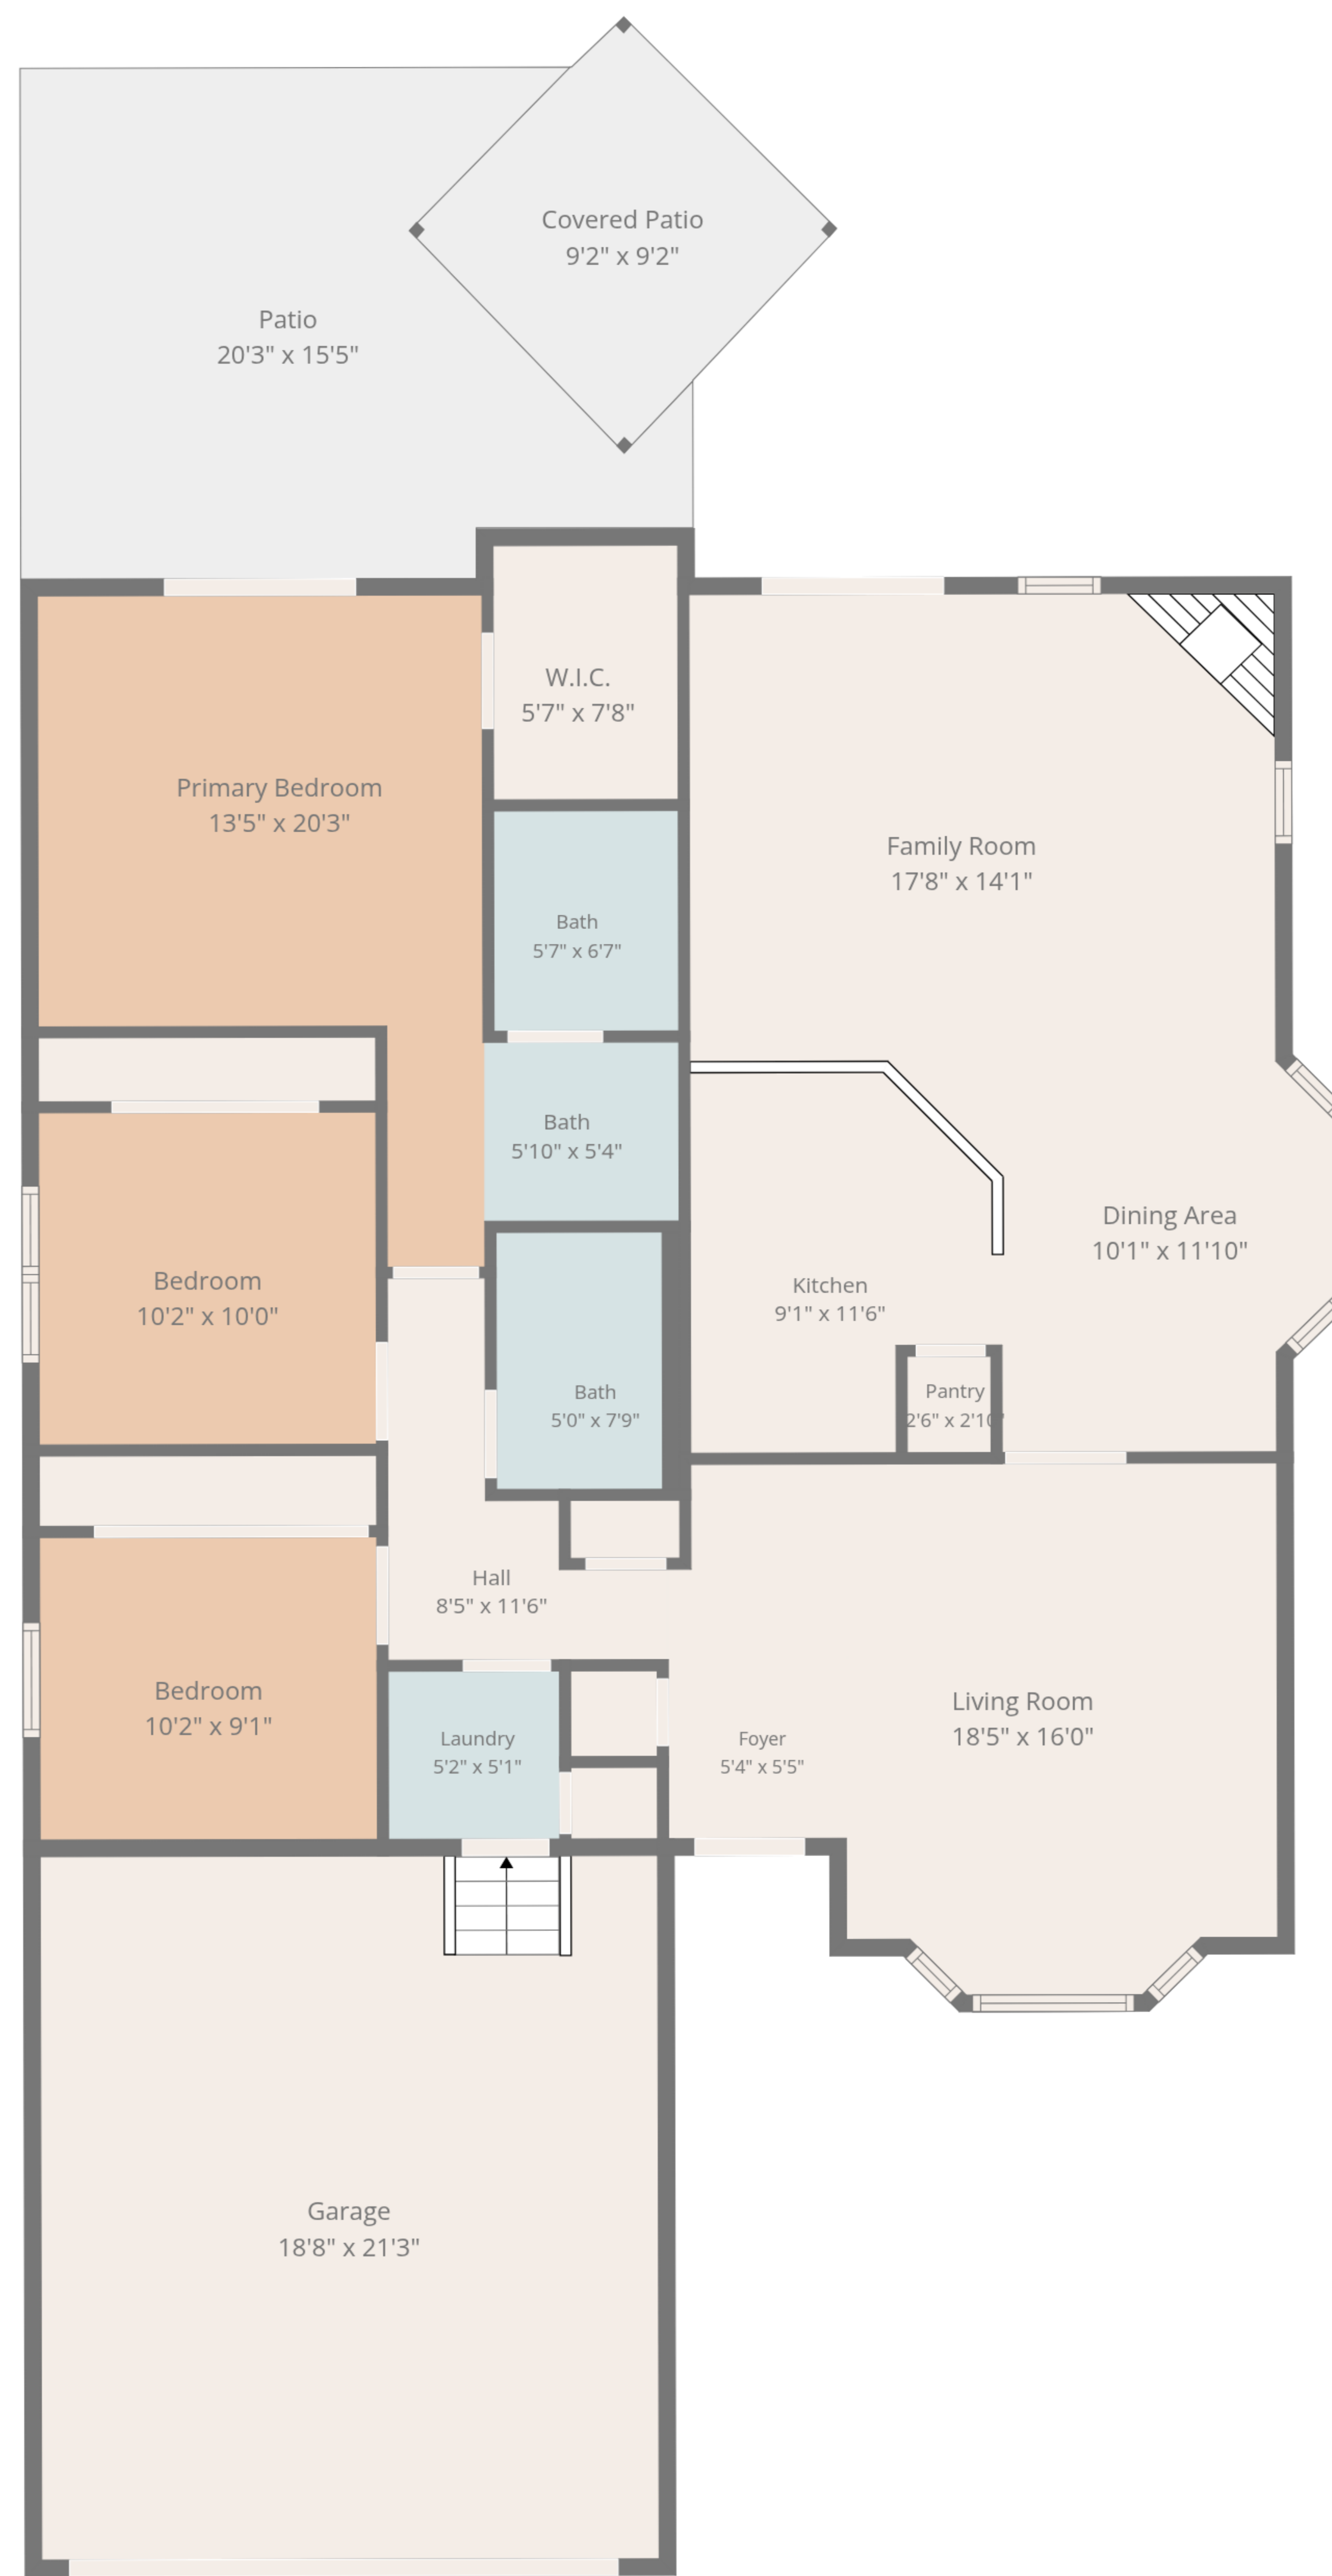 Covered Patio
9'2" x 9'2"
Patio
20'3" x 15'5"
W.I.C.
5'7" x 7'8"
Primary Bedroom
13'5" x 20'3"
Family Room
17'8" x 14'1"
Bath
5'7" x 6'7"
Bath
5'10" x 5'4"
Dining Area
10'1" x 11'10"
Bedroom
10'2" x 10'0"
Kitchen
9'1" x 11'6"
Bath
5'0" x 7'9"
Pantry
2'6" x 2'10"
Hall
8'5" x 11'6"
Bedroom
10'2" x 9'1"
Living Room
18'5" x 16'0"
Laundry
5'2" x 5'1"
Foyer
5'4" x 5'5"
Garage
18'8" x 21'3"